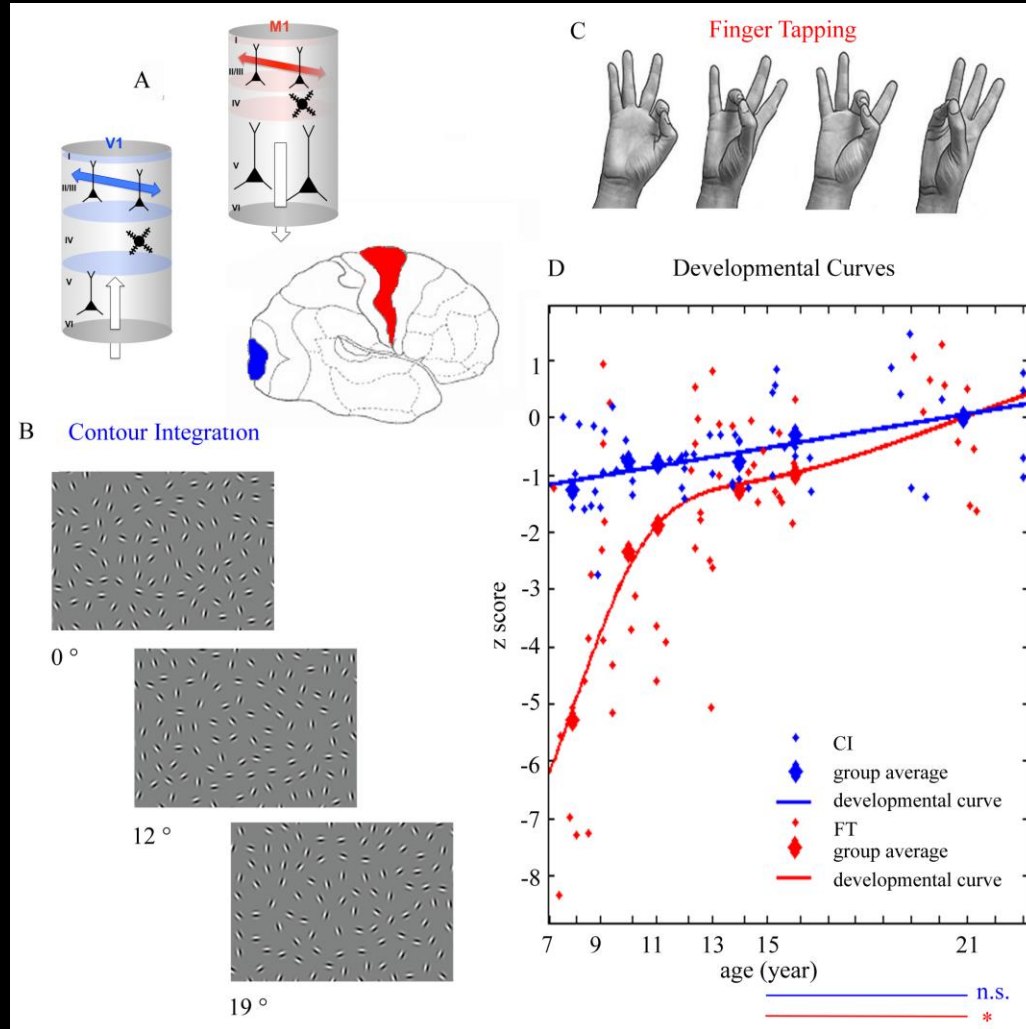 A
M1
I
II/III
IV
V
VI
V1
I
II/III
IV
V
VI
B
Contour Integration
0 °
12 °
19 °
C
Finger Tapping
D
Developmental Curves
z score
1
0
-1
-2
-3
-4
-5
-6
-7
-8
CI
group average
developmental curve
FT
group average
developmental curve
7 9 11 13 15 21
age (year)
n.s.
*